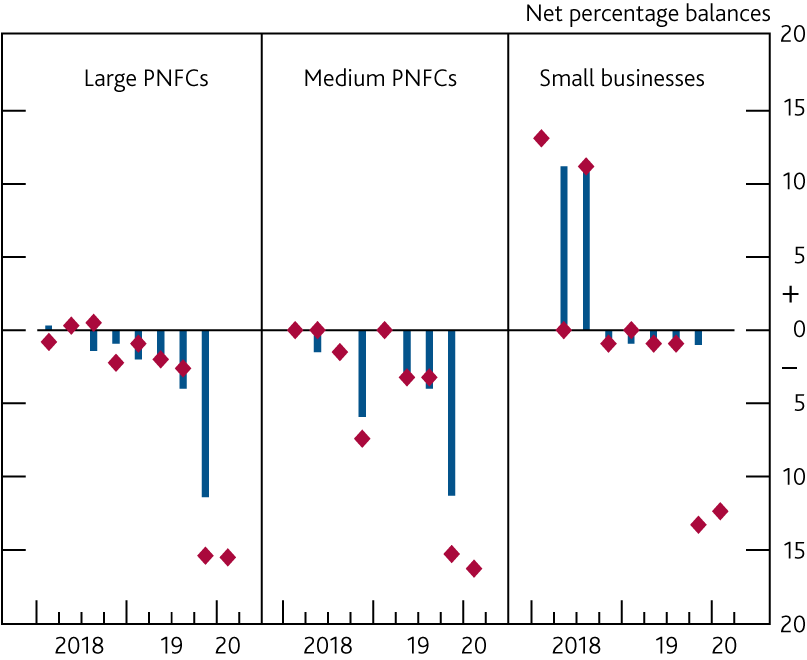 Net percentage balances
Large PNFCs
Medium PNFCs
Small businesses
20
15
10
5
+
0
–
5
10
15
20
2018 19 20 2018 19 20 2018 19 20